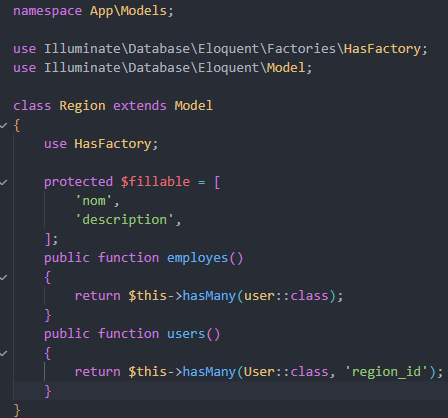 namespace App\Models;
use Illuminate\Database\Eloquent\Factories\HasFactory;
use Illuminate\Database\Eloquent\Model;
class Region extends Model
{
    use HasFactory;
    protected $fillable = [
        'nom',
        'description',
    ];
    public function employes()
    {
        return $this->hasMany(user::class);
    }
    public function users()
    {
        return $this->hasMany(User::class, 'region_id');
    }
}